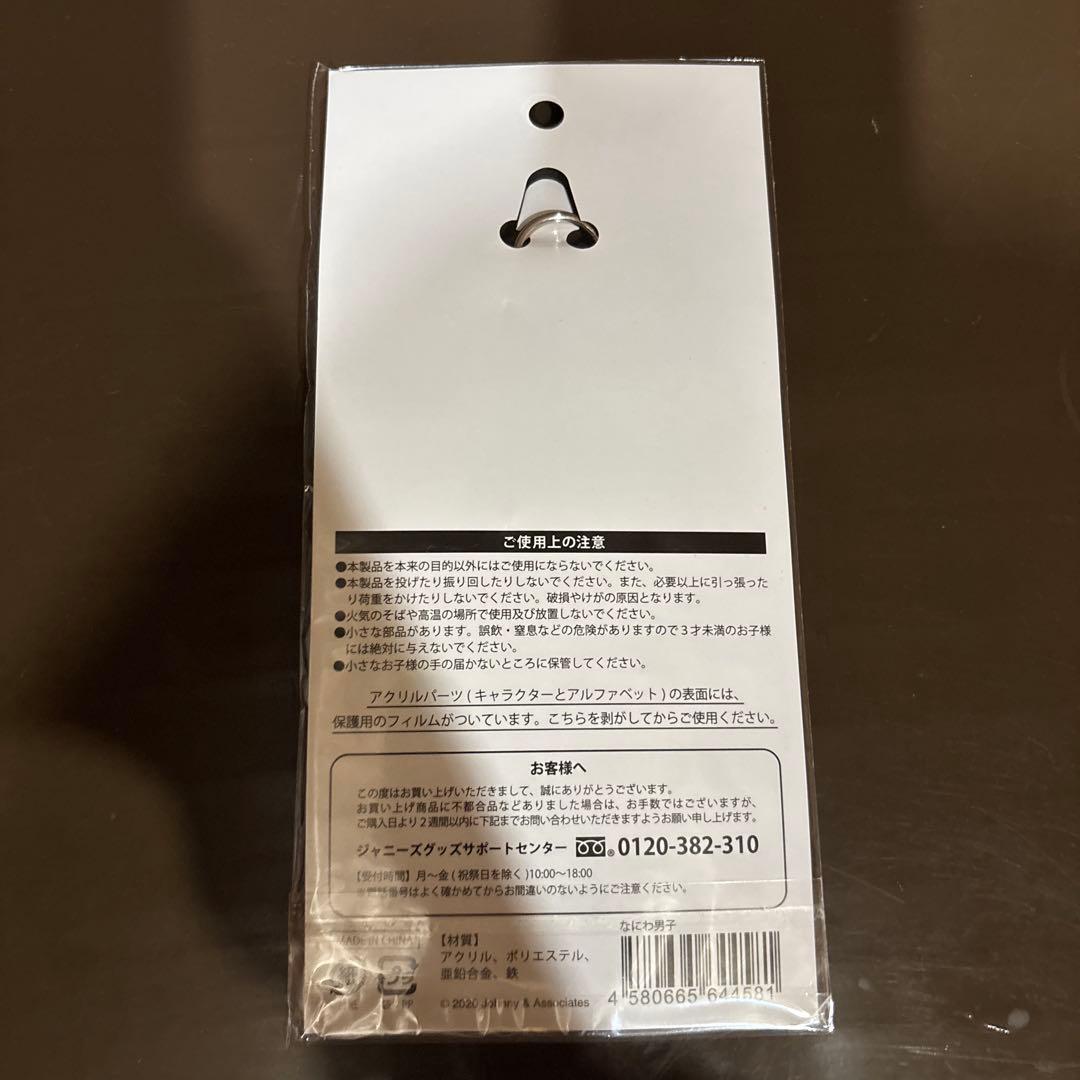 ご使用上の注意
●本製品を本来の目的以外にはご使用にならないでください。
●本製品を投げたり振り回したりしないでください。また、必要以上に引っ張った
り荷重をかけたりしないでください。破損やけがの原因となります。
●火気のそばや高温の場所で使用及び放置しないでください。
●小さな部品があります。誤飲・窒息などの危険がありますので3才未満のお子様
には絶対に与えないでください。
●小さなお子様の手の届かないところに保管してください。
アクリルパーツ(キャラクターとアルファベット)の表面には、
保護用のフィルムがついています。こちらを剥がしてからご使用ください。
お客様へ
この度はお買い上げいただきまして、誠にありがとうございます。
お買い上げ商品に不都合品などありました場合は、お手数ではございますが、
ご購入日より2週間以内に下記までお問い合わせいただきますようお願い申し上げます。
ジャニーズグッズサポートセンター ® 0120-382-310
【受付時間】月〜金(祝祭日を除く)10:00〜18:00
※電話番号はよく確かめてからお間違いのないようにご注意ください。
なにわ男子
MADE IN CHINA
【材質】
アクリル、ポリエステル、
亜鉛合金、鉄
紙
プラ
PP
© 2020 Johnny & Associates
4 580665 644581